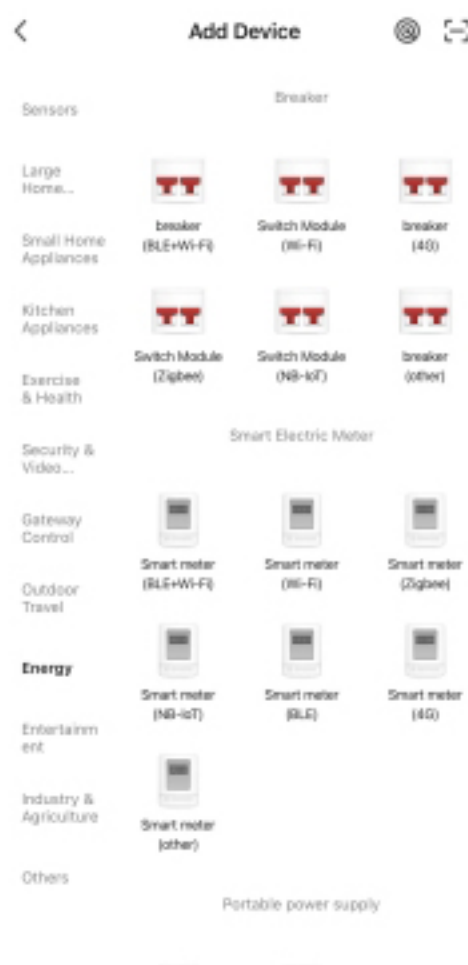 Add Device
Sensors
Large
Home...
Small Home
Appliances
Kitchen
Appliances
Exercise
& Health
Security &
Video...
Gateway
Control
Outdoor
Travel
Energy
Entertainm
ent
Industry &
Agriculture
Others
Breaker
breaker
(BLE+Wi-Fi)
Switch Module
(Wi-Fi)
breaker
(4G)
Switch Module
(Zigbee)
Switch Module
(NB-IoT)
breaker
(other)
Smart Electric Meter
Smart meter
(BLE+Wi-Fi)
Smart meter
(Wi-Fi)
Smart meter
(Zigbee)
Smart meter
(NB-IoT)
Smart meter
(BLE)
Smart meter
(4G)
Smart meter
(other)
Portable power supply